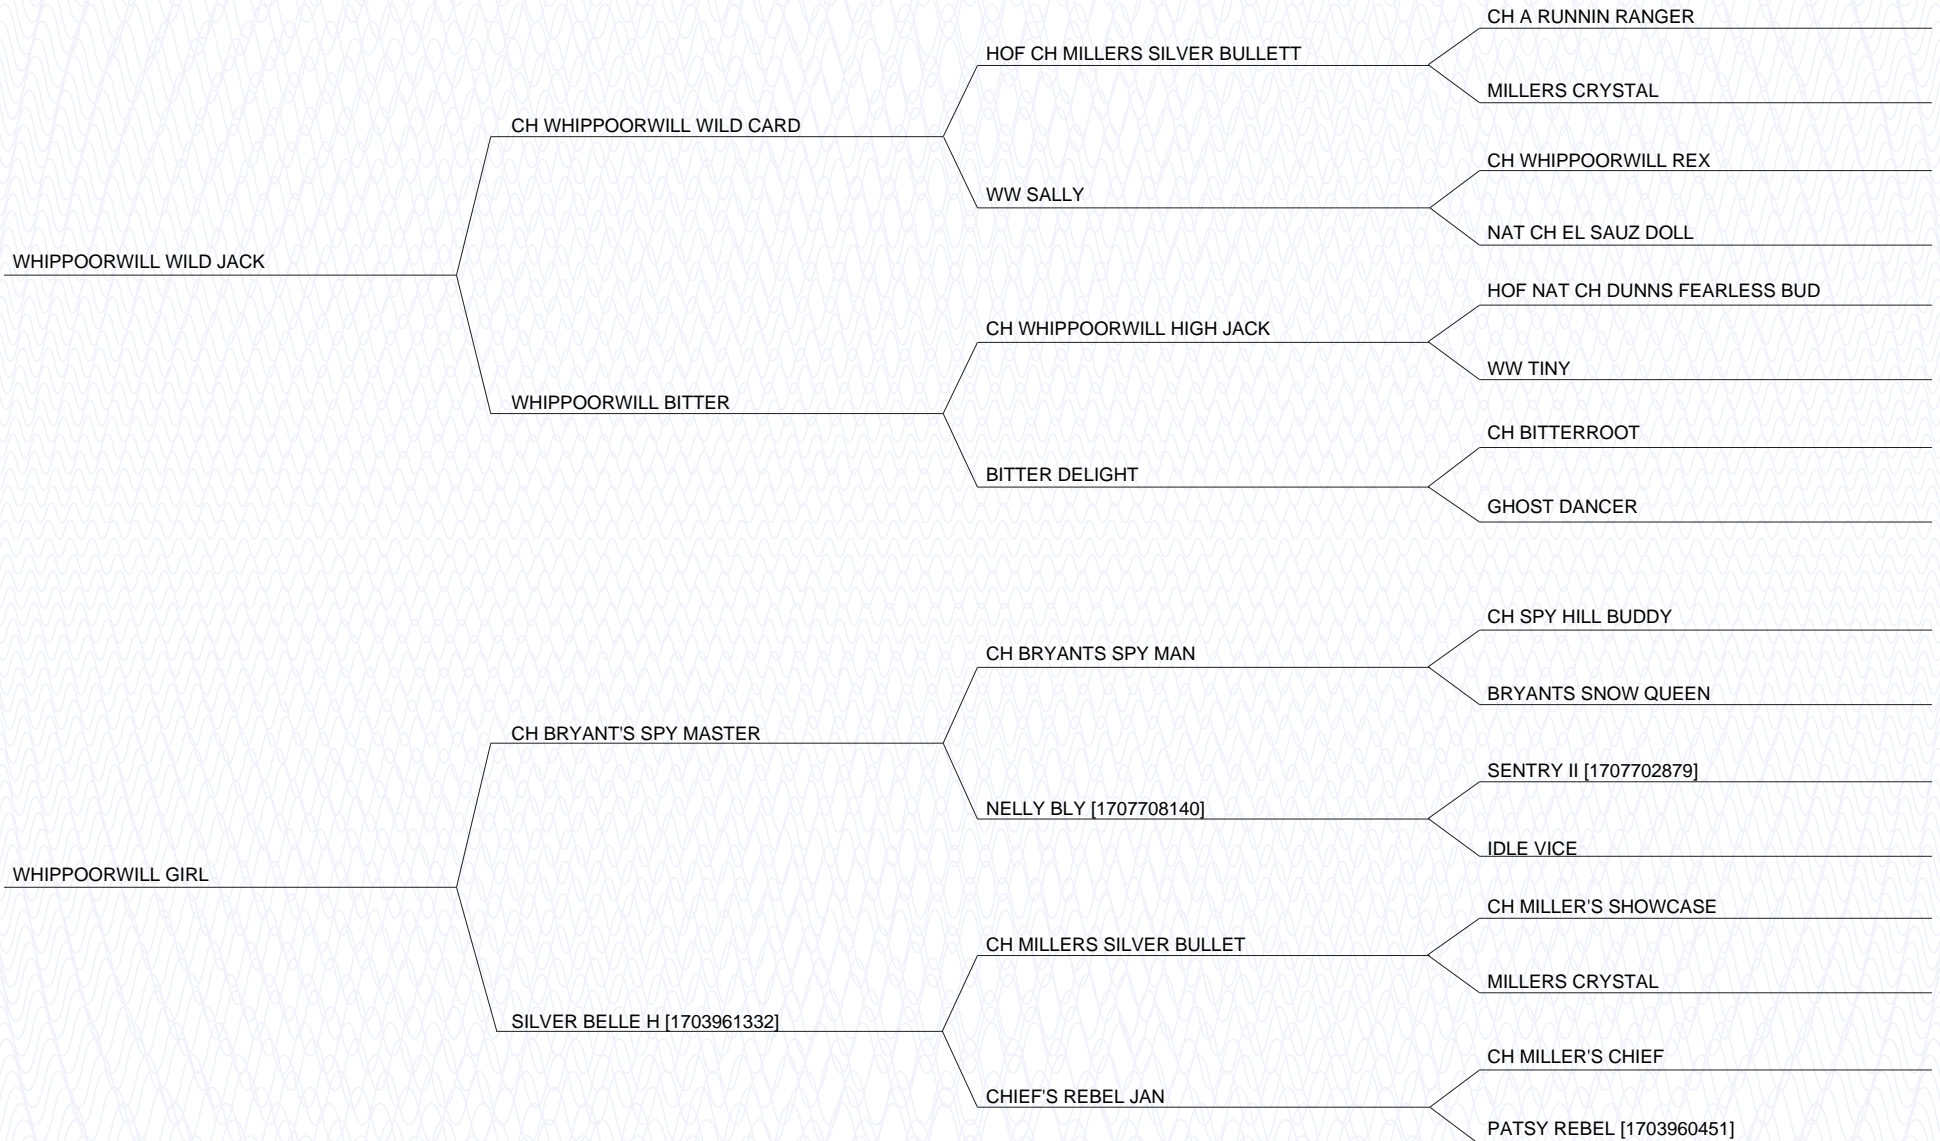 CH A RUNNIN RANGER
HOF CH MILLERS SILVER BULLETT
MILLERS CRYSTAL
CH WHIPPOORWILL WILD CARD
CH WHIPPOORWILL REX
WW SALLY
NAT CH EL SAUZ DOLL
WHIPPOORWILL WILD JACK
HOF NAT CH DUNNS FEARLESS BUD
CH WHIPPOORWILL HIGH JACK
WW TINY
WHIPPOORWILL BITTER
CH BITTERROOT
BITTER DELIGHT
GHOST DANCER
CH SPY HILL BUDDY
CH BRYANTS SPY MAN
BRYANTS SNOW QUEEN
CH BRYANT'S SPY MASTER
SENTRY II [1707702879]
NELLY BLY [1707708140]
IDLE VICE
WHIPPOORWILL GIRL
CH MILLER'S SHOWCASE
CH MILLERS SILVER BULLET
MILLERS CRYSTAL
SILVER BELLE H [1703961332]
CH MILLER'S CHIEF
CHIEF'S REBEL JAN
PATSY REBEL [1703960451]